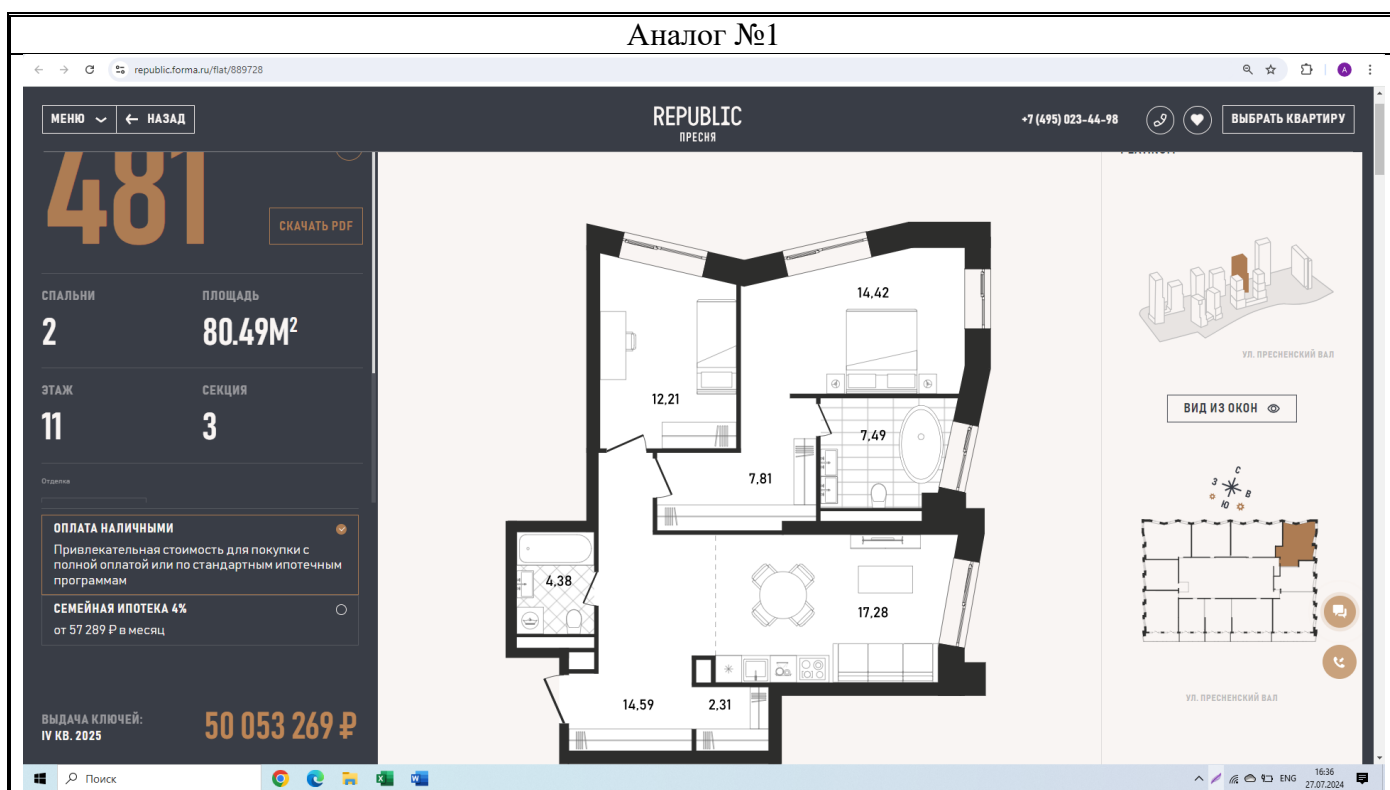 Аналог №1
republic.forma.ru/flat/889728
A
МЕНЮ
НАЗАД
REPUBLIC
ПРЕСНЯ
+7 (495) 023-44-98
ВЫБРАТЬ КВАРТИРУ
481
СКАЧАТЬ PDF
СПАЛЬНИ
ПЛОЩАДЬ
2
80.49М²
ЭТАЖ
СЕКЦИЯ
11
3
Отделка
ОПЛАТА НАЛИЧНЫМИ
Привлекательная стоимость для покупки с
полной оплатой или по стандартным ипотечным
программам
СЕМЕЙНАЯ ИПОТЕКА 4%
от 57 289 ₽ в месяц
ВЫДАЧА КЛЮЧЕЙ:
IV КВ. 2025
50 053 269 ₽
14,42
12,21
7,49
7,81
4,38
17,28
14,59
2,31
УЛ. ПРЕСНЕНСКИЙ ВАЛ
ВИД ИЗ ОКОН
С
З
В
Ю
УЛ. ПРЕСНЕНСКИЙ ВАЛ
Поиск
ENG
16:36
27.07.2024